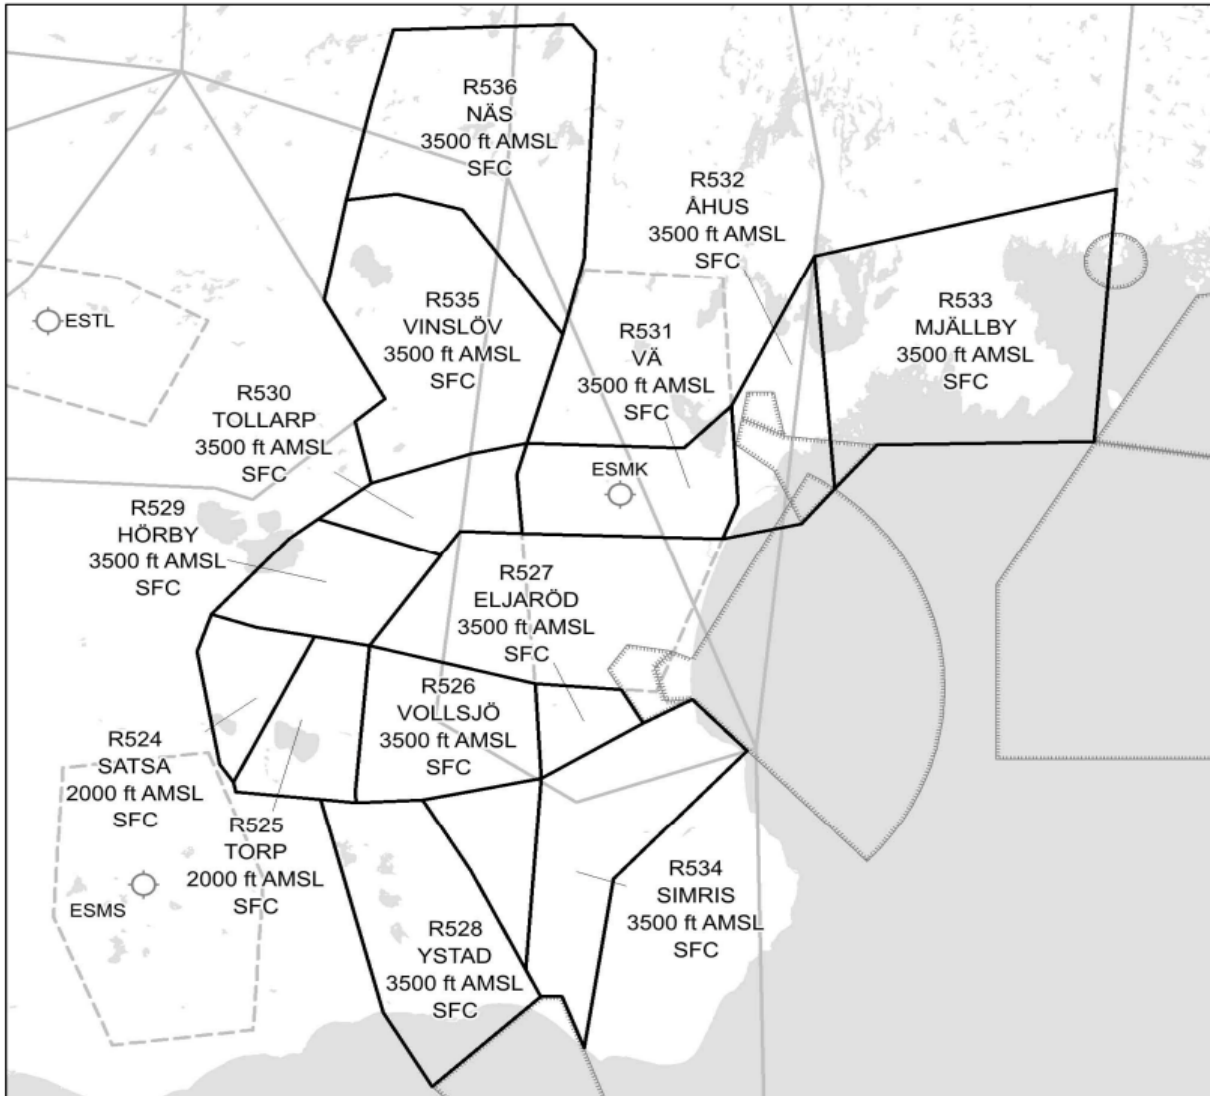 R536
NÄS
3500 ft AMSL
SFC
R532
ÅHUS
3500 ft AMSL
SFC
R535
VINSLÖV
3500 ft AMSL
SFC
R533
MJÄLLBY
3500 ft AMSL
SFC
ESTL
R531
VÄ
3500 ft AMSL
SFC
R530
TOLLARP
3500 ft AMSL
SFC
ESMK
R529
HÖRBY
3500 ft AMSL
SFC
R527
ELJARÖD
3500 ft AMSL
SFC
R526
VOLLSJÖ
3500 ft AMSL
SFC
R524
SATSA
2000 ft AMSL
SFC
R525
TORP
2000 ft AMSL
SFC
ESMS
R534
SIMRIS
3500 ft AMSL
SFC
R528
YSTAD
3500 ft AMSL
SFC